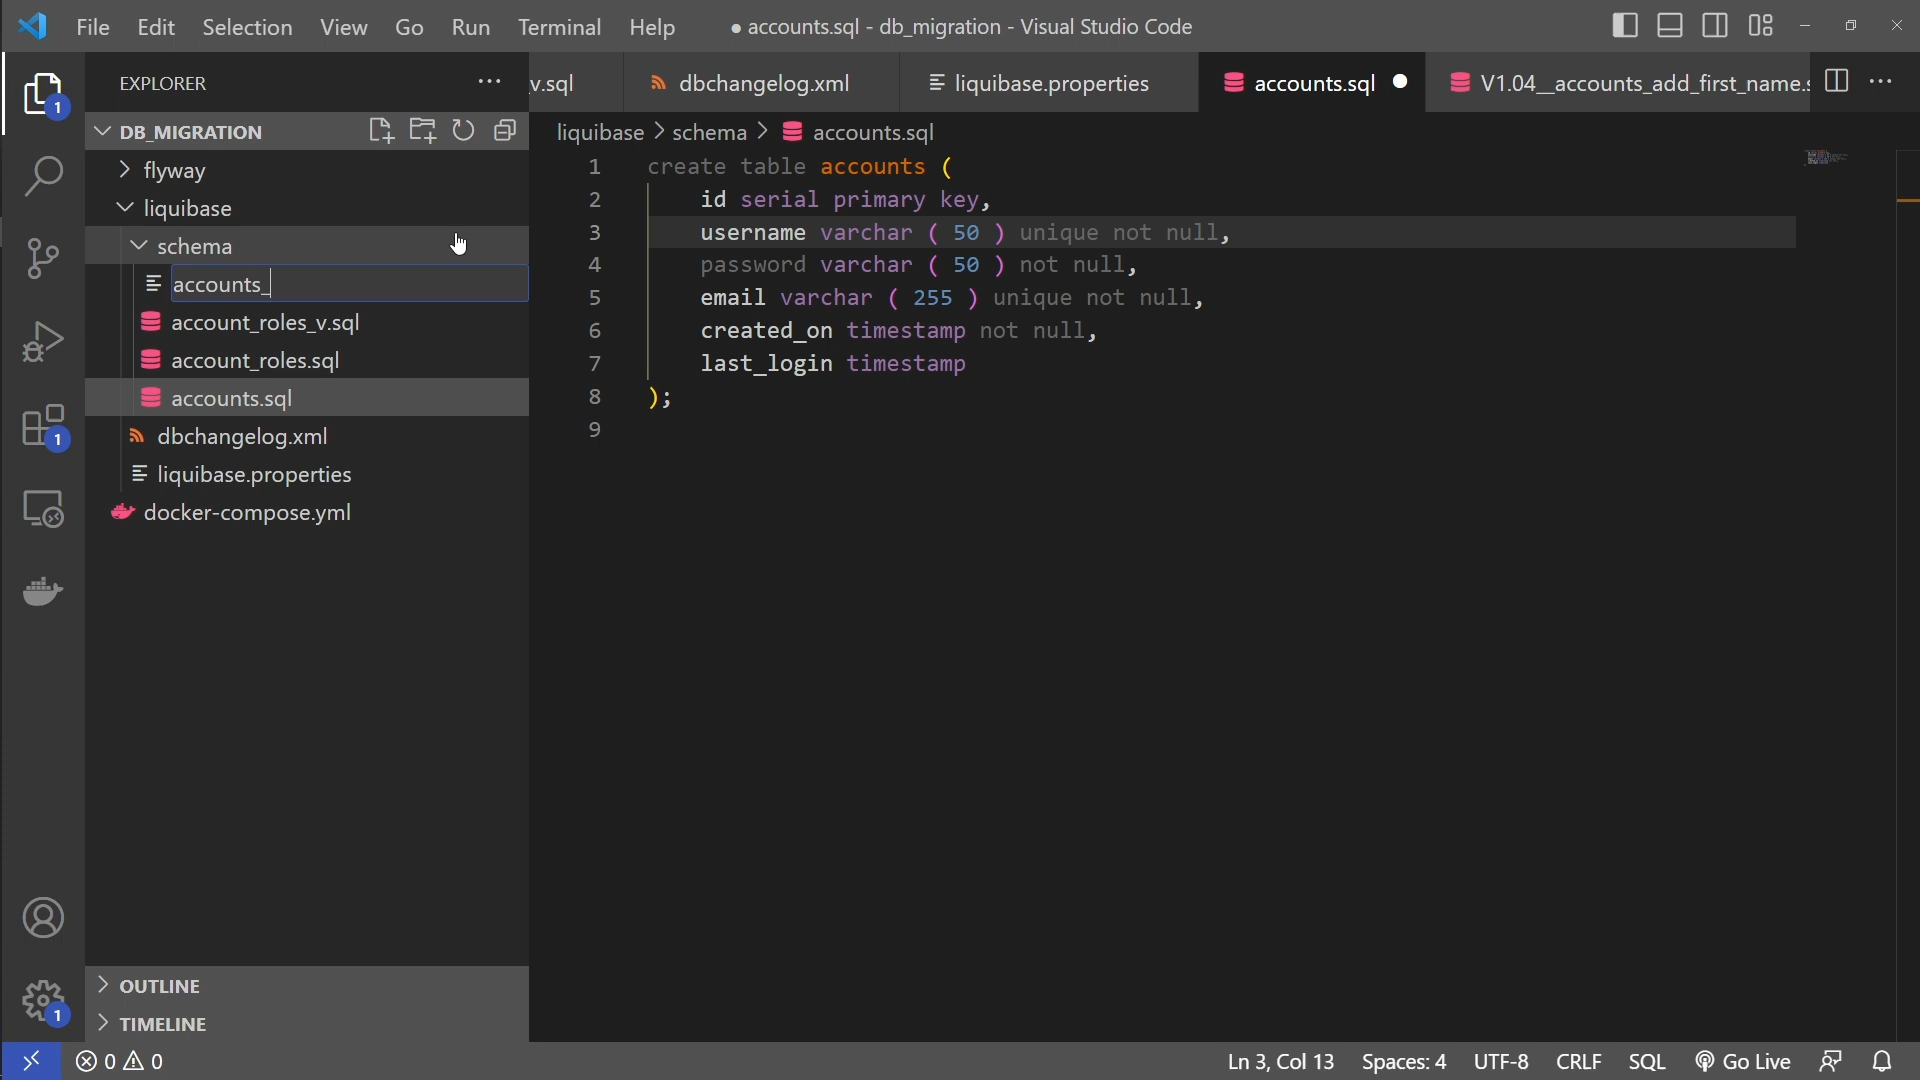 File Edit Selection View Go Run Terminal Help
● accounts.sql - db_migration - Visual Studio Code
EXPLORER
DB_MIGRATION
flyway
liquibase
schema
accounts_
account_roles_v.sql
account_roles.sql
accounts.sql
dbchangelog.xml
liquibase.properties
docker-compose.yml
OUTLINE
TIMELINE
1
1
1
_v.sql dbchangelog.xml liquibase.properties accounts.sql V1.04__accounts_add_first_name.s
liquibase > schema > accounts.sql
1 create table accounts (
2 id serial primary key,
3 username varchar ( 50 ) unique not null,
4 password varchar ( 50 ) not null,
5 email varchar ( 255 ) unique not null,
6 created_on timestamp not null,
7 last_login timestamp
8 );
9
0 0 Ln 3, Col 13 Spaces: 4 UTF-8 CRLF SQL Go Live